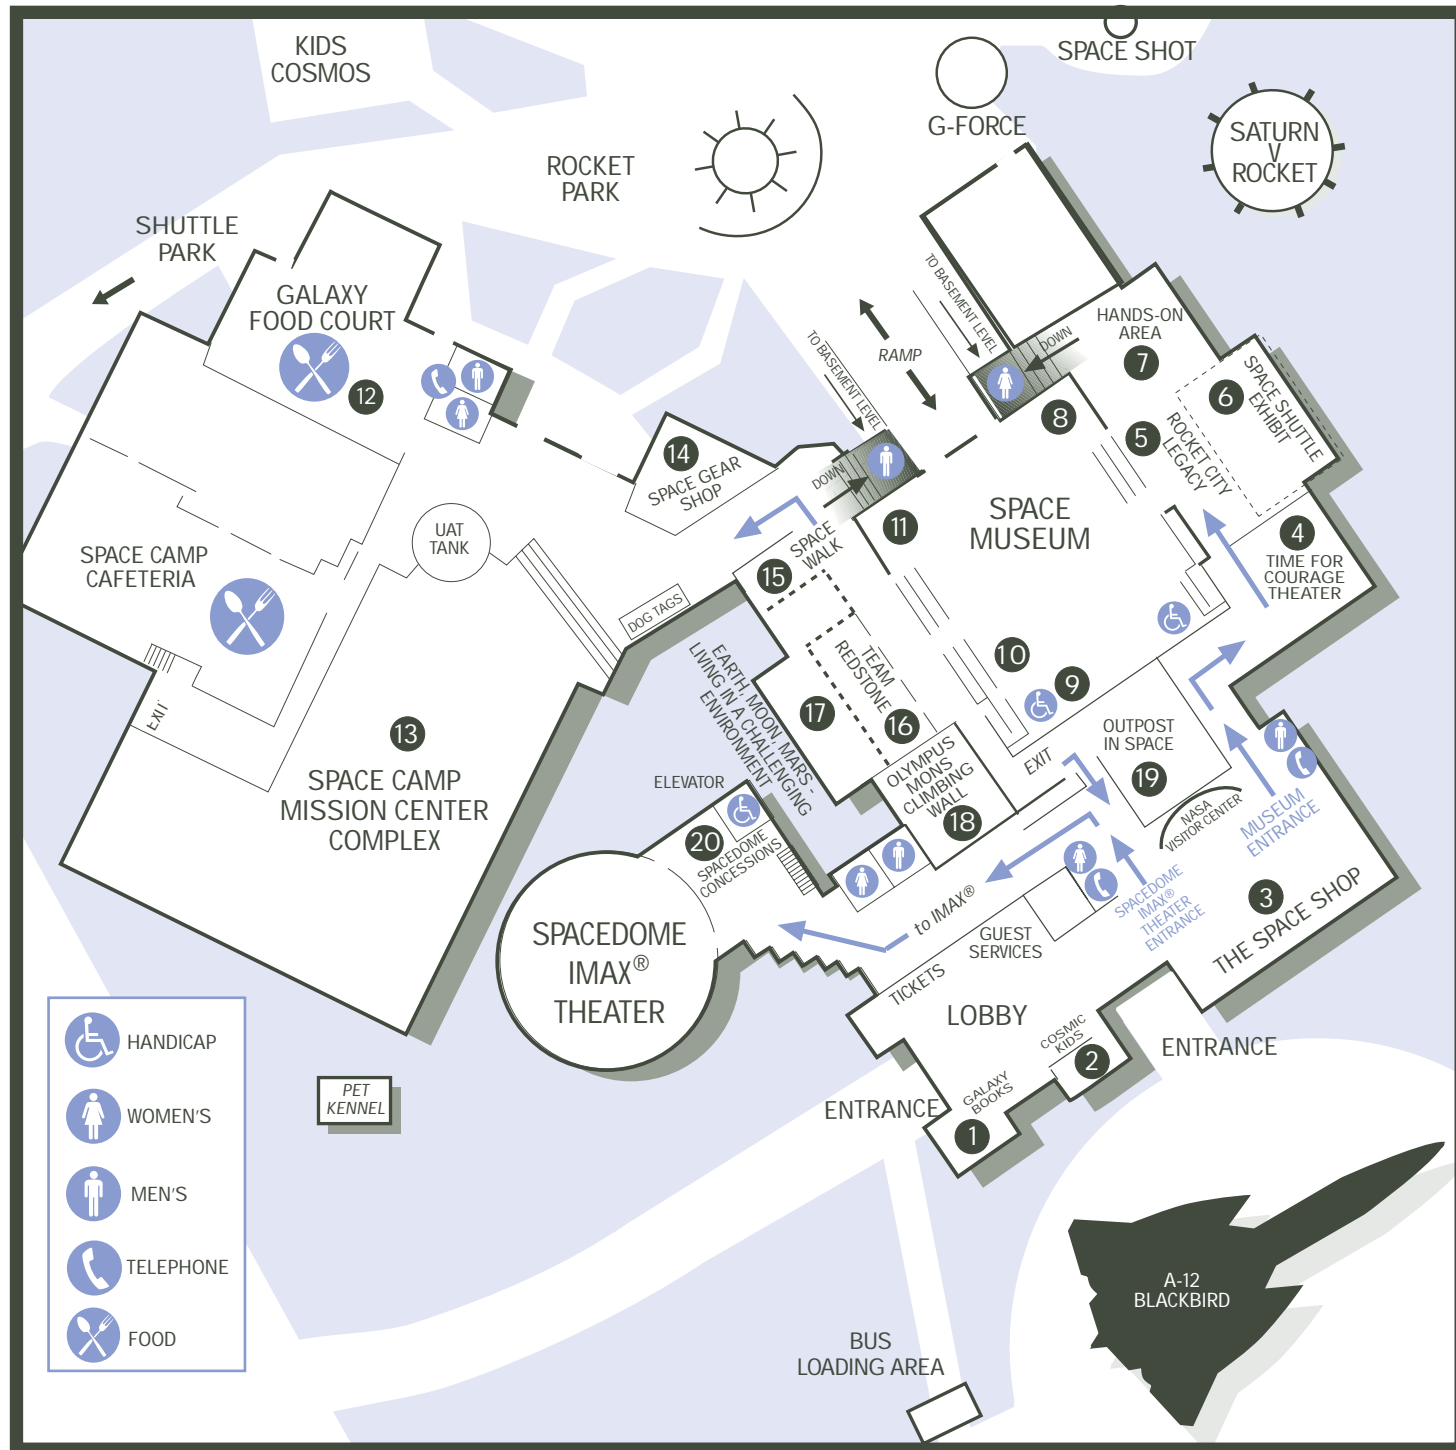 KIDS
COSMOS
SPACE SHOT
G-FORCE
SATURN
V
ROCKET
ROCKET
PARK
SHUTTLE
PARK
GALAXY
FOOD COURT
12
TO BASEMENT LEVEL
TO BASEMENT LEVEL
RAMP
DOWN
DOWN
HANDS-ON
AREA
7
8
5
6
SPACE SHUTTLE
EXHIBIT
ROCKET CITY
LEGACY
4
TIME FOR
COURAGE
THEATER
14
SPACE GEAR
SHOP
SPACE
MUSEUM
11
SPACE
WALK
15
UAT
TANK
DOG TAGS
SPACE CAMP
CAFETERIA
EXIT
13
SPACE CAMP
MISSION CENTER
COMPLEX
EARTH, MOON, MARS -
LIVING IN A CHALLENGING
ENVIRONMENT
TEAM
REDSTONE
17
16
10
9
OUTPOST
IN SPACE
19
EXIT
OLYMPUS
MONS
CLIMBING
WALL
18
NASA
VISITOR CENTER
MUSEUM
ENTRANCE
ELEVATOR
20
SPACEDOME
CONCESSIONS
SPACEDOME
IMAX®
THEATER
to IMAX®
SPACEDOME
IMAX®
THEATER
ENTRANCE
3
THE SPACE SHOP
GUEST
SERVICES
TICKETS
LOBBY
COSMIC
KIDS
2
GALAXY
BOOKS
1
ENTRANCE
ENTRANCE
PET
KENNEL
HANDICAP
WOMEN'S
MEN'S
TELEPHONE
FOOD
A-12
BLACKBIRD
BUS
LOADING AREA